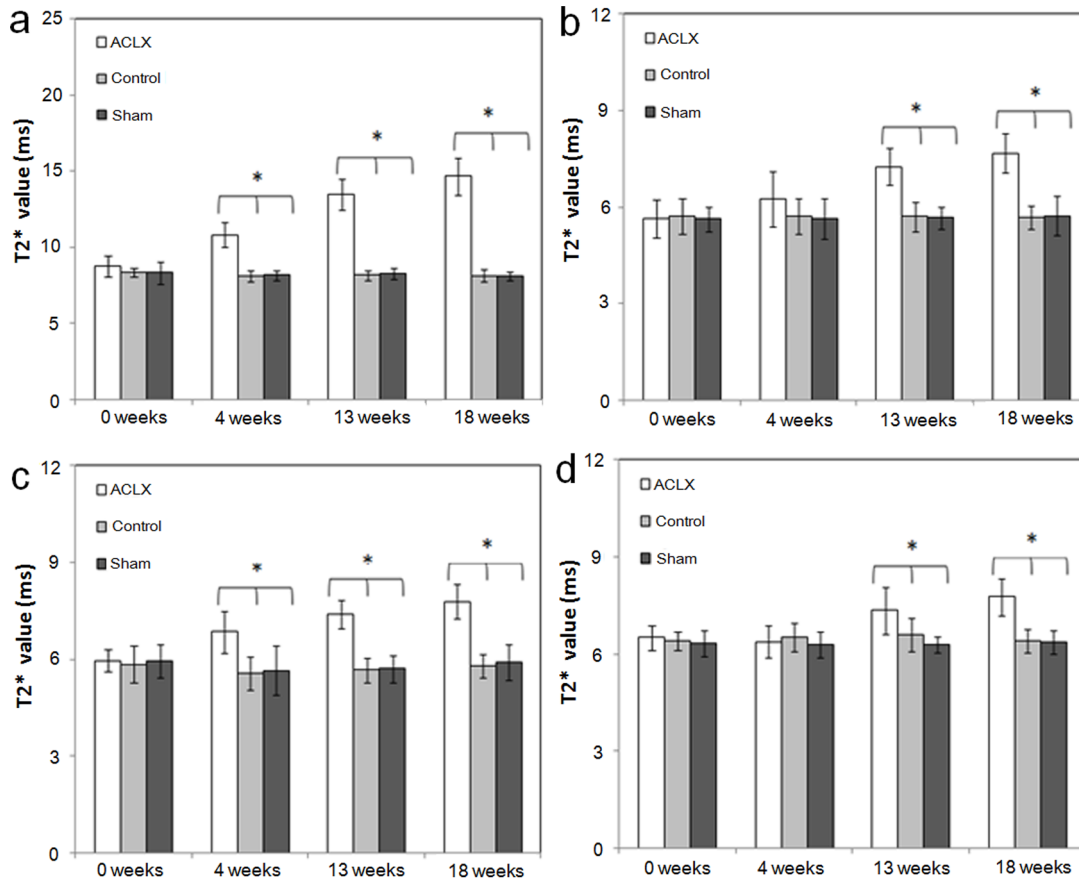 a
25
20
15
10
5
0
T2* value (ms)
ACLX
Control
Sham
*
*
*
0 weeks
4 weeks
13 weeks
18 weeks
b
12
9
6
3
0
T2* value (ms)
ACLX
Control
Sham
*
*
0 weeks
4 weeks
13 weeks
18 weeks
c
12
9
6
3
0
T2* value (ms)
ACLX
Control
Sham
*
*
*
0 weeks
4 weeks
13 weeks
18 weeks
d
12
9
6
3
0
T2* value (ms)
ACLX
Control
Sham
*
*
0 weeks
4 weeks
13 weeks
18 weeks